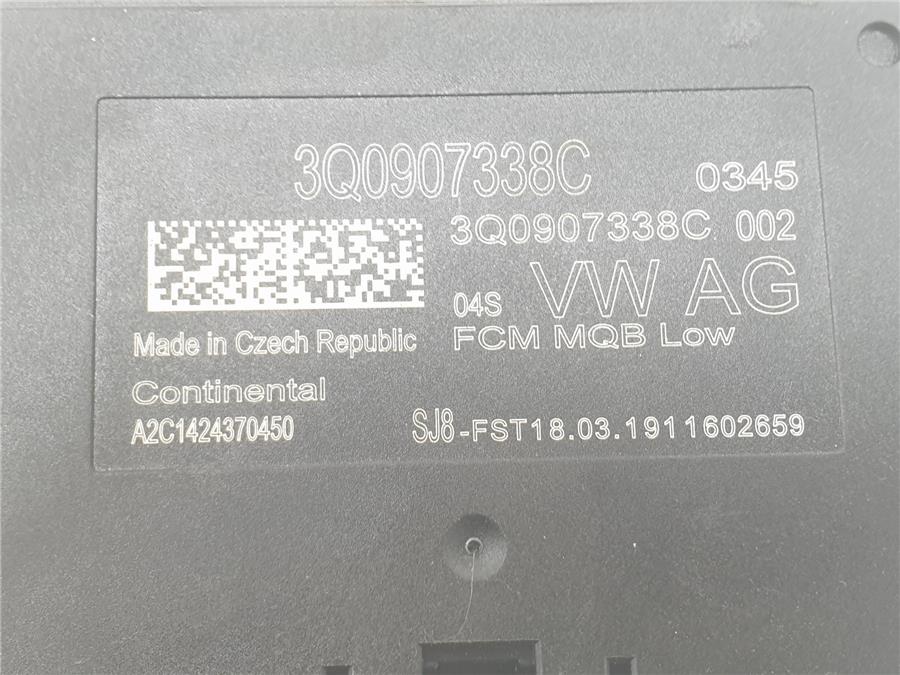 3Q0907338C 0345
3Q0907338C 002
04S VW AG
FCM MQB Low
Made in Czech Republic
Continental
A2C1424370450 SJ8-FST18.03.1911602659